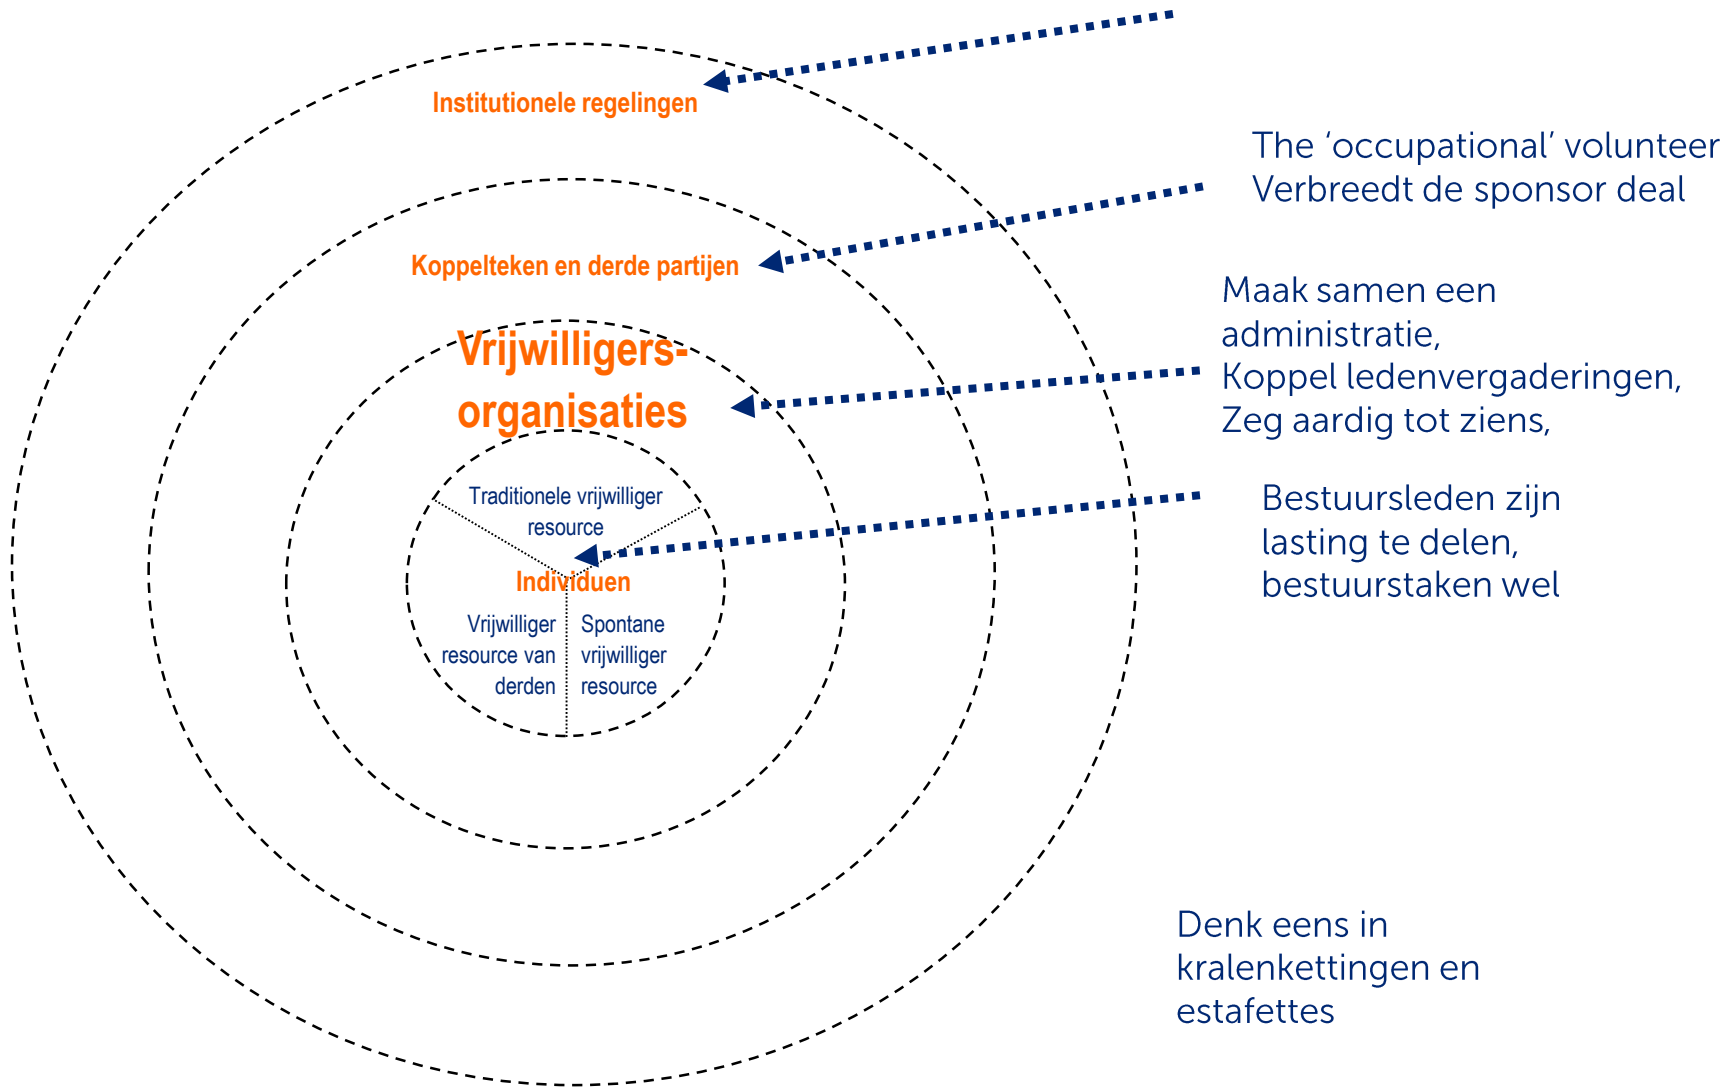 Institutionele regelingen
The ‘occupational’ volunteer
Verbreedt de sponsor deal
Koppelteken en derde partijen
Maak samen een
administratie,
Koppel ledenvergaderingen,
Zeg aardig tot ziens,
Vrijwilligers-
organisaties
Traditionele vrijwilliger
resource
Bestuursleden zijn
lasting te delen,
bestuurstaken wel
Individuen
Vrijwilliger
resource van
derden
Spontane
vrijwilliger
resource
Denk eens in
kralenkettingen en
estafettes